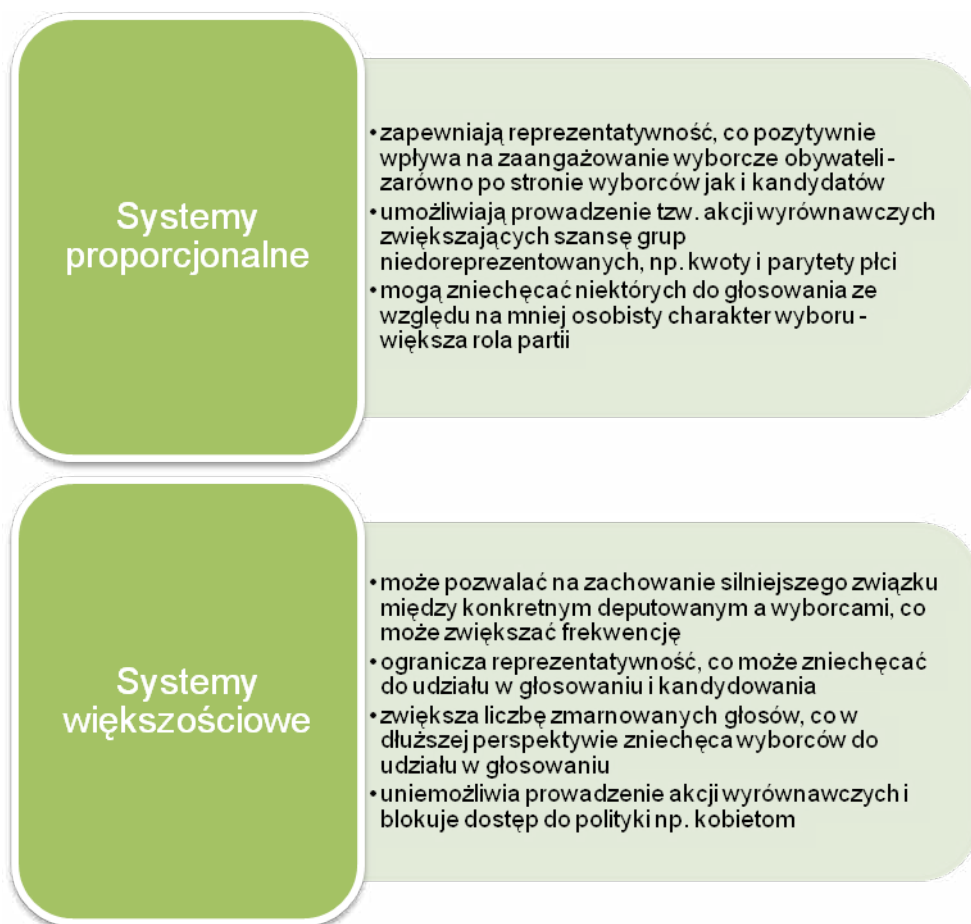 Systemy
proporcjonalne
•zapewniają reprezentatywność, co pozytywnie
wpływa na zaangażowanie wyborcze obywateli -
zarówno po stronie wyborców jak i kandydatów
•umożliwiają prowadzenie tzw. akcji wyrównawczych
zwiększających szansę grup
niedoreprezentowanych, np. kwoty i parytety płci
•mogą zniechęcać niektórych do głosowania ze
względu na mniej osobisty charakter wyboru -
większa rola partii
Systemy
większościowe
•może pozwalać na zachowanie silniejszego związku
między konkretnym deputowanym a wyborcami, co
może zwiększać frekwencję
•ogranicza reprezentatywność, co może zniechęcać
do udziału w głosowaniu i kandydowania
•zwiększa liczbę zmarnowanych głosów, co w
dłuższej perspektywie zniechęca wyborców do
udziału w głosowaniu
•uniemożliwia prowadzenie akcji wyrównawczych i
blokuje dostęp do polityki np. kobietom